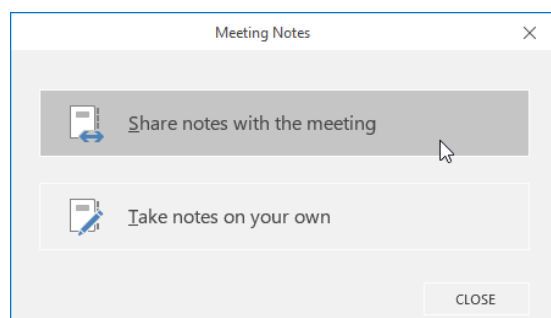 Meeting Notes
Share notes with the meeting
Take notes on your own
CLOSE